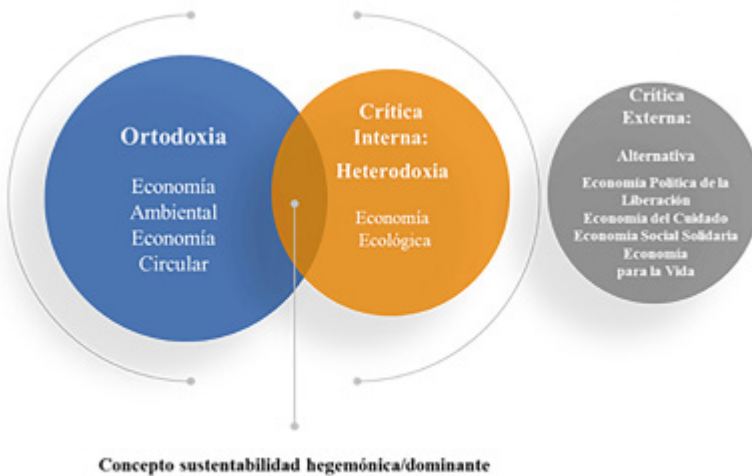 Ortodoxia
Economía
Ambiental
Economía
Circular
Crítica
Interna:
Heterodoxia
Economía
Ecológica
Crítica
Externa:
Alternativa
Economía Política de la
Liberación
Economía del Cuidado
Economía Social Solidaria
Economía
para la Vida
Concepto sustentabilidad hegemónica/dominante